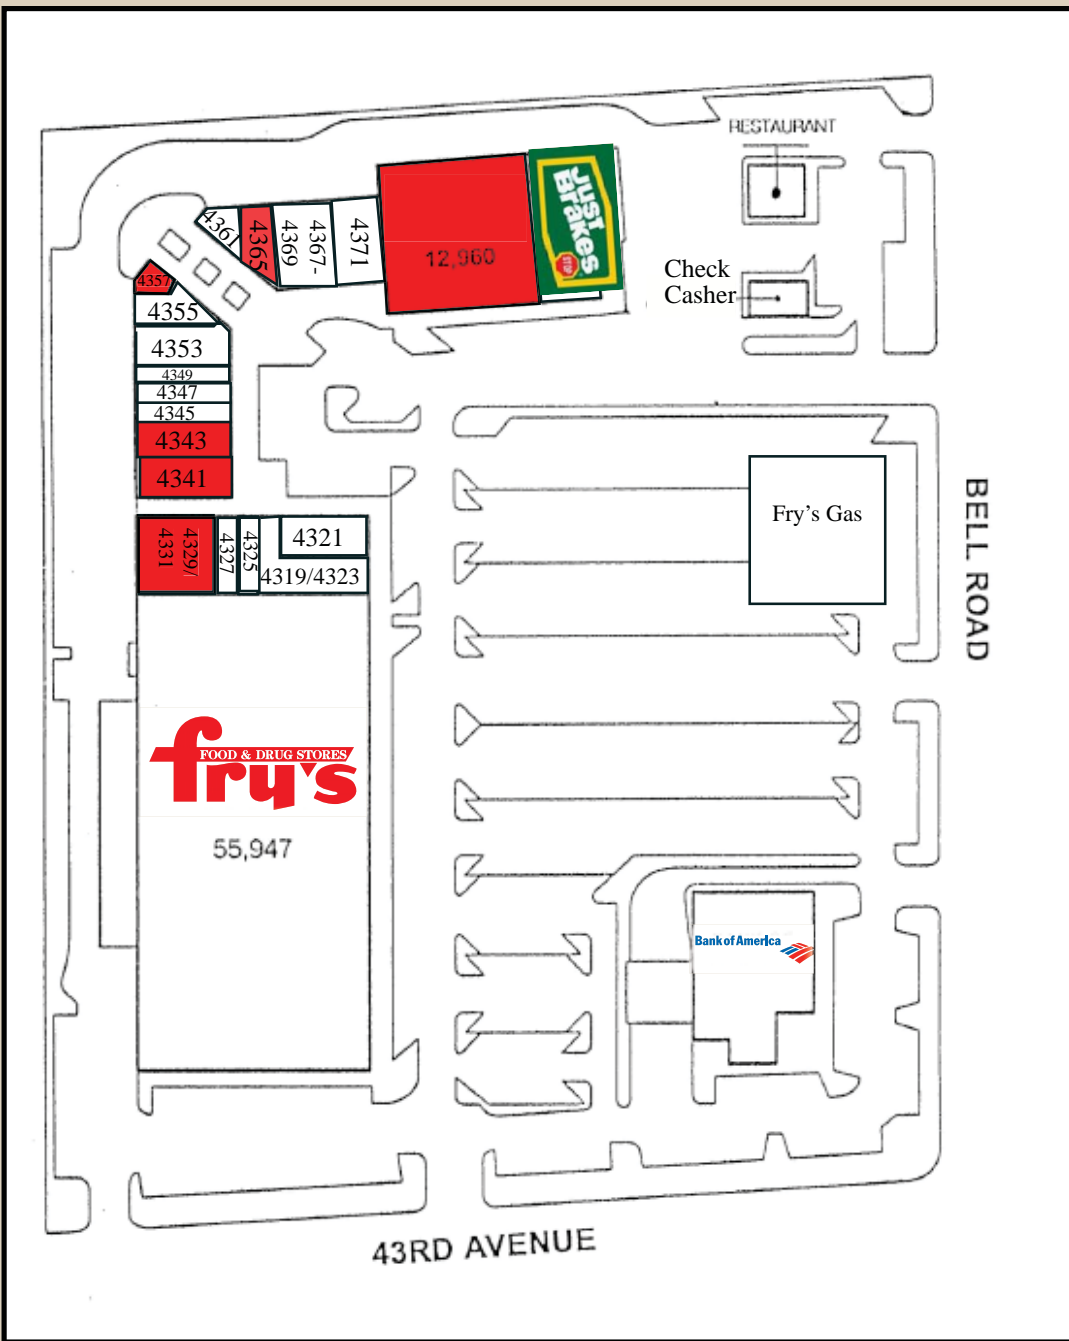 RESTAURANT
Just
Brakes
STOP
4361
4365
4369
4367-
4371
12,960
Check
Casher
4357
4355
4353
4349
4347
4345
4343
4341
4329/
4331
4327
4325
4321
4319/4323
Fry's Gas
BELL ROAD
fry's
FOOD & DRUG STORES
55,947
Bank of America
43RD AVENUE